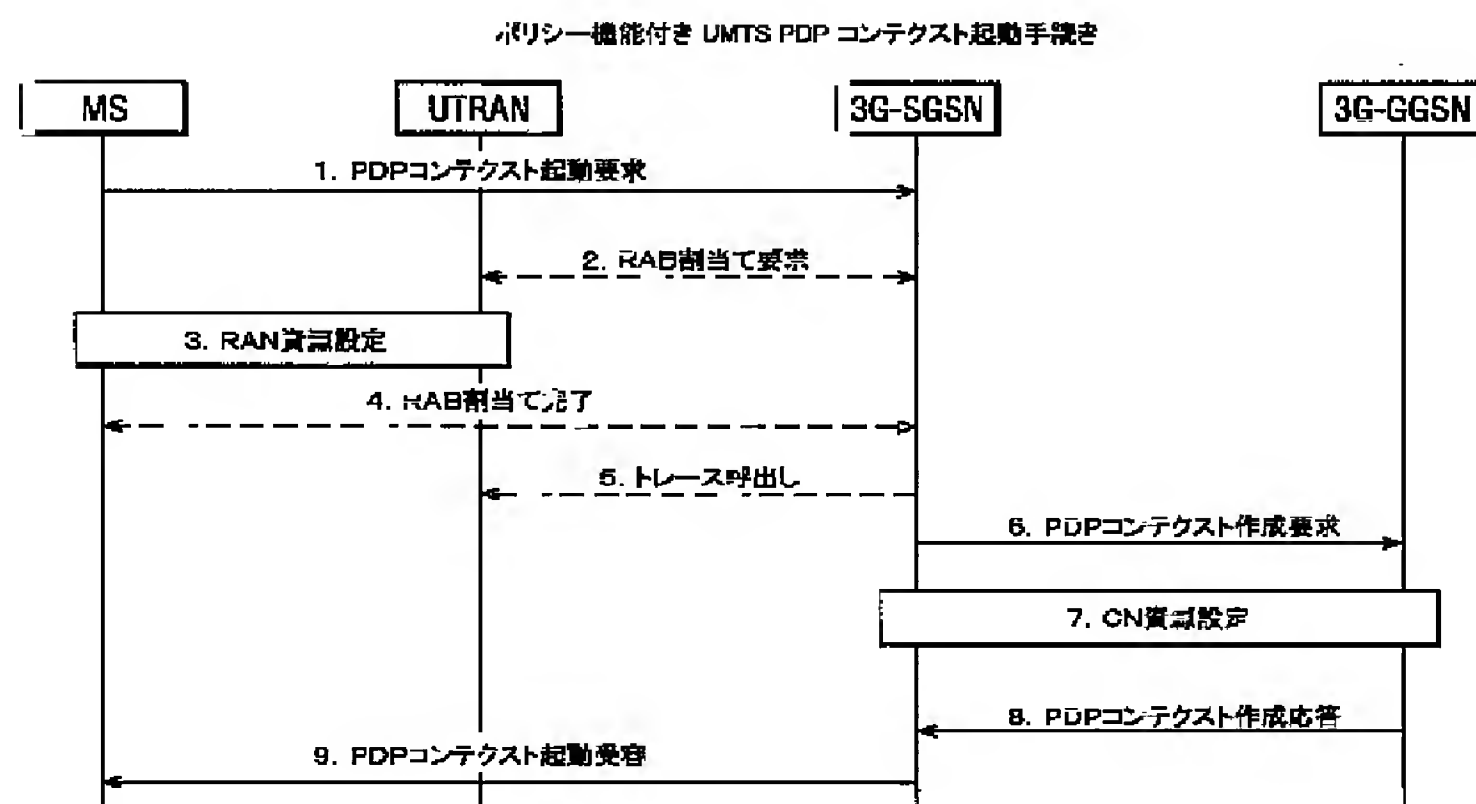 ポリシー機能付き UMTS PDP コンテクスト起動手続き
MS
UTRAN
3G-SGSN
3G-GGSN
1. PDPコンテクスト起動要求
2. RAB割当て要求
3. RAN資源設定
4. RAB割当て完了
5. トレース呼出し
6. PDPコンテクスト作成要求
7. CN資源設定
8. PDPコンテクスト作成応答
9. PDPコンテクスト起動受容